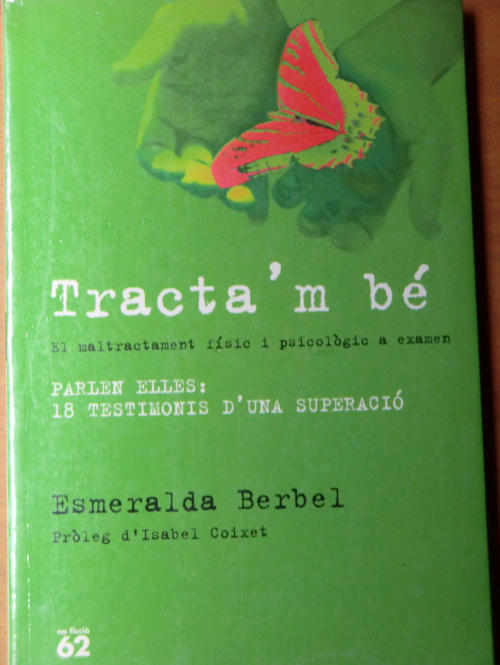 Tracta'm bé
El maltractament físic i psicològic a examen
PARLEN ELLES:
18 TESTIMONIS D'UNA SUPERACIÓ
Esmeralda Berbel
Pròleg d'Isabel Coixet
no ficció
62